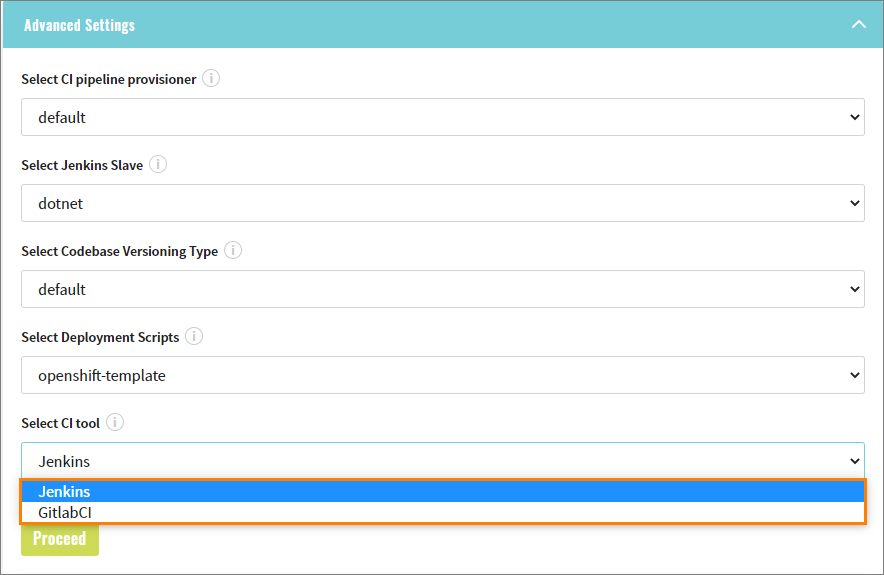 Advanced Settings
Select CI pipeline provisioner
default
Select Jenkins Slave
dotnet
Select Codebase Versioning Type
default
Select Deployment Scripts
openshift-template
Select CI tool
Jenkins
Jenkins
GitlabCI
Proceed